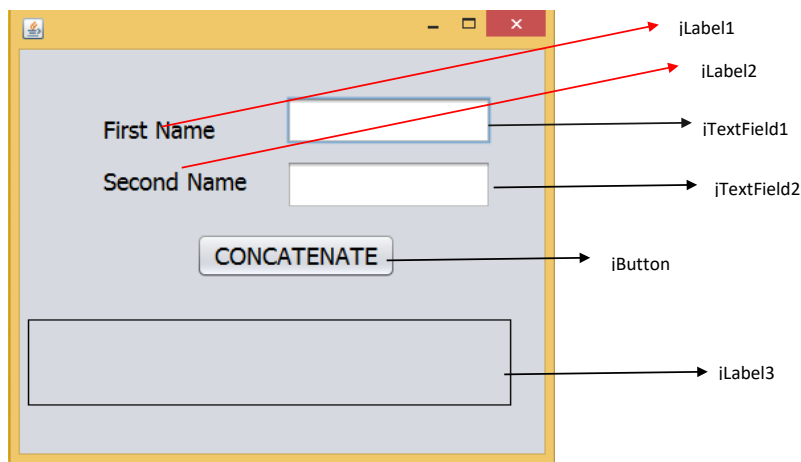 jLabel1
jLabel2
First Name
jTextField1
Second Name
jTextField2
CONCATENATE
jButton
jLabel3